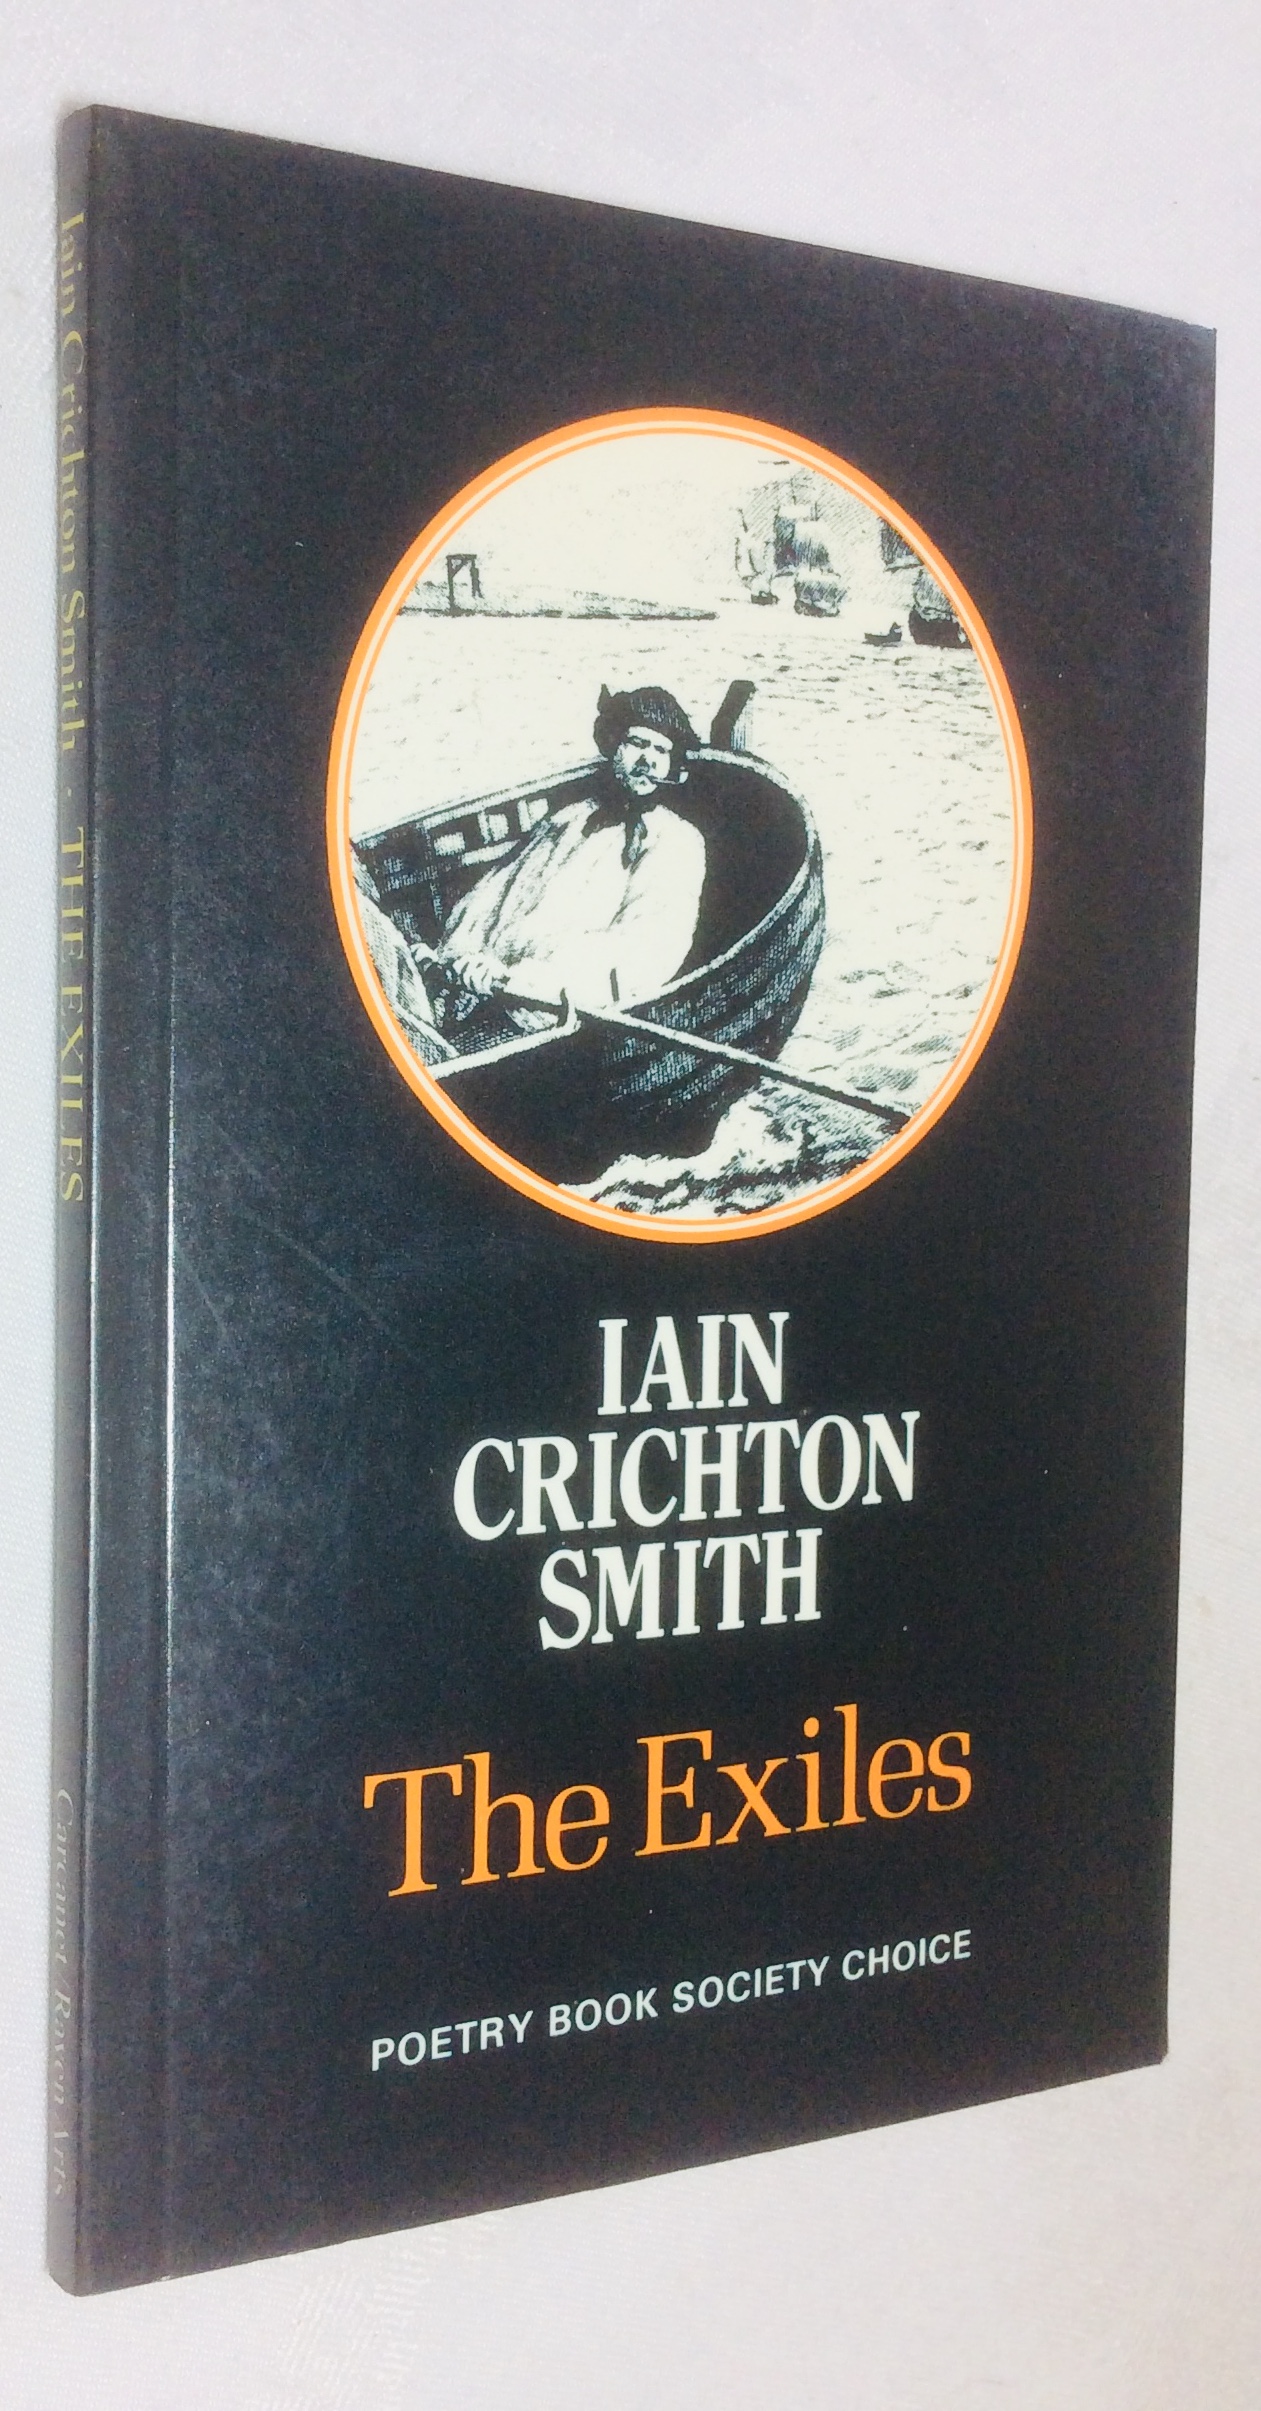 IAIN
CRICHTON
SMITH
The Exiles
POETRY BOOK SOCIETY CHOICE
Iain Crichton Smith · THE EXILES
Carcanet Raven Arts